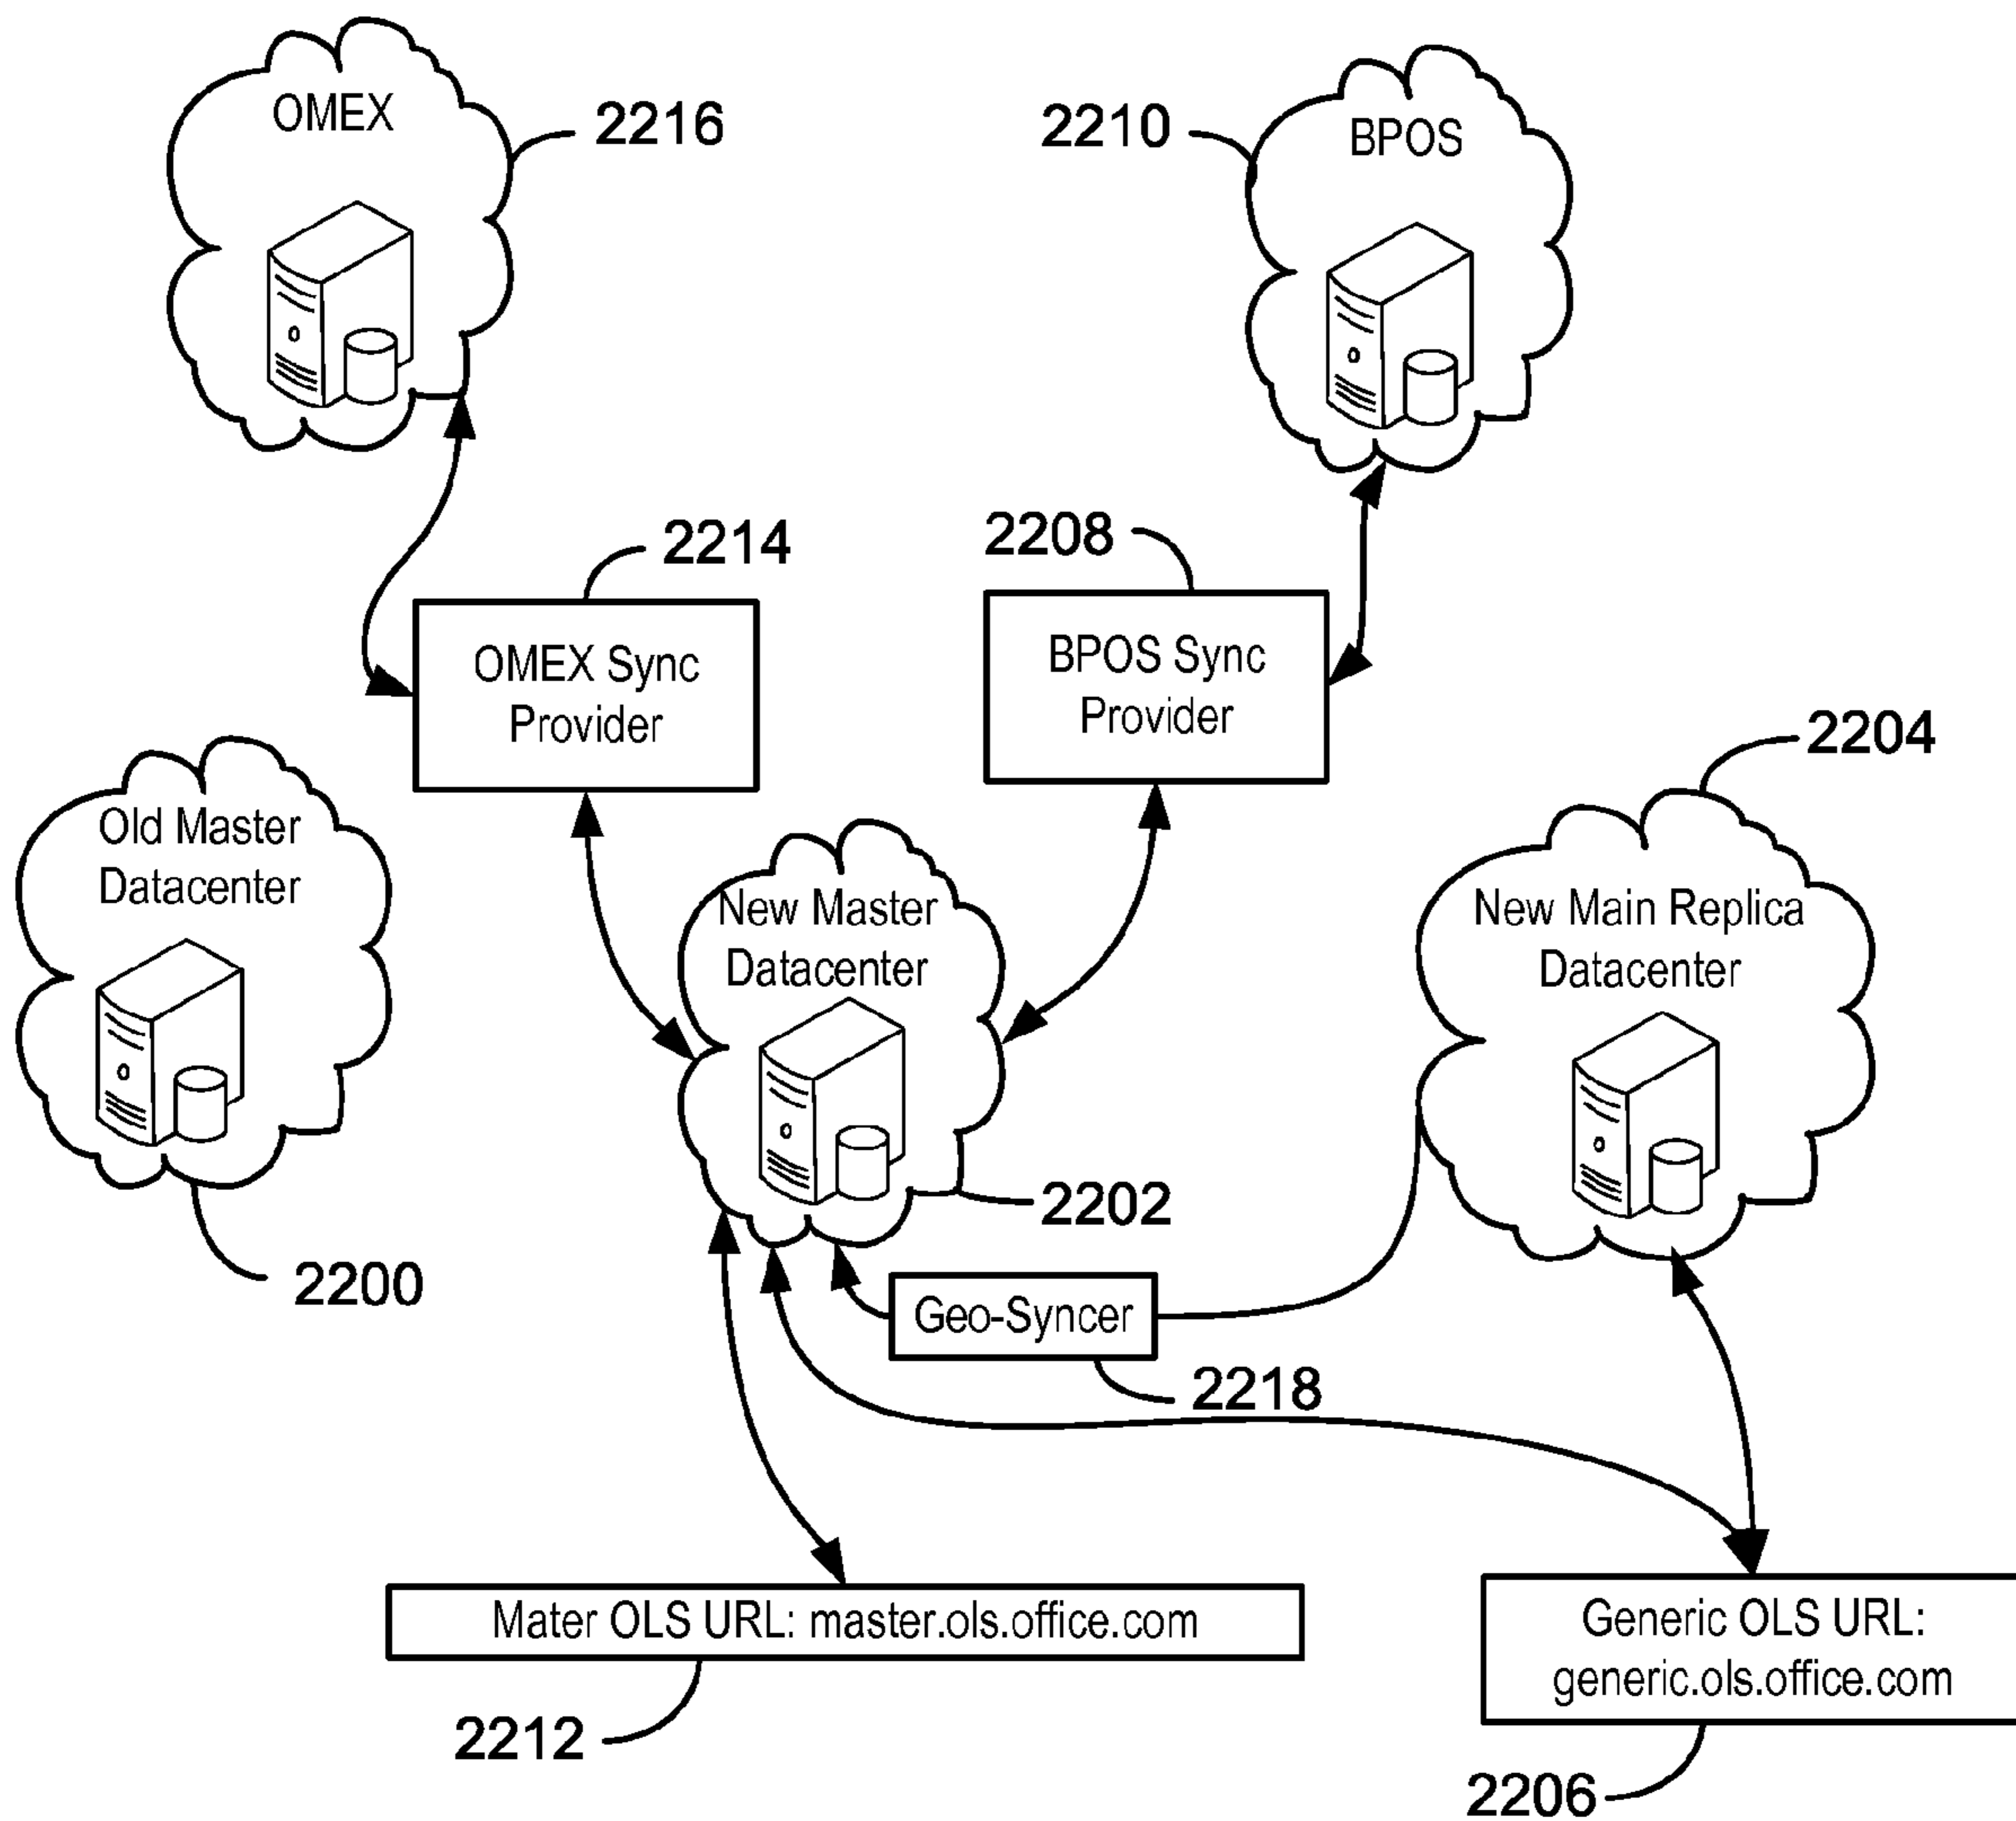 OMEX
2216
2210
BPOS
2214
2208
OMEX Sync
Provider
BPOS Sync
Provider
2204
Old Master
Datacenter
New Master
Datacenter
New Main Replica
Datacenter
2202
2200
Geo-Syncer
2218
Mater OLS URL: master.ols.office.com
Generic OLS URL:
generic.ols.office.com
2212
2206